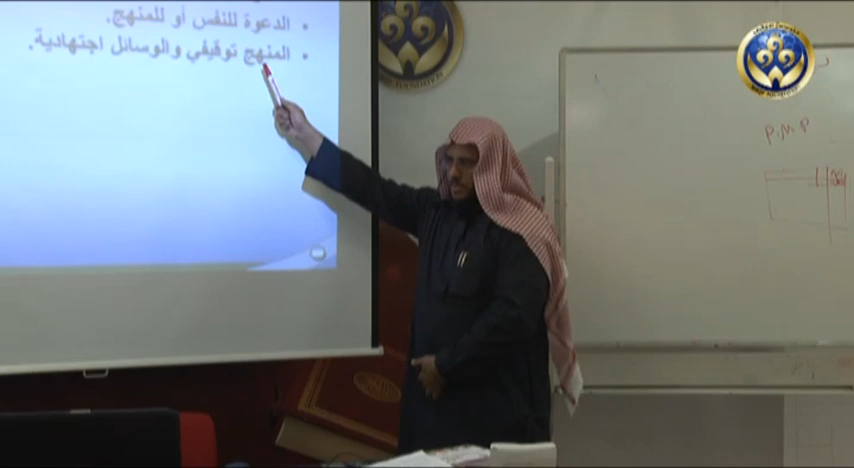 الدعوة للنفس أو للمنهج.
المنهج توقيفي والوسائل اجتهادية.
P.M.P